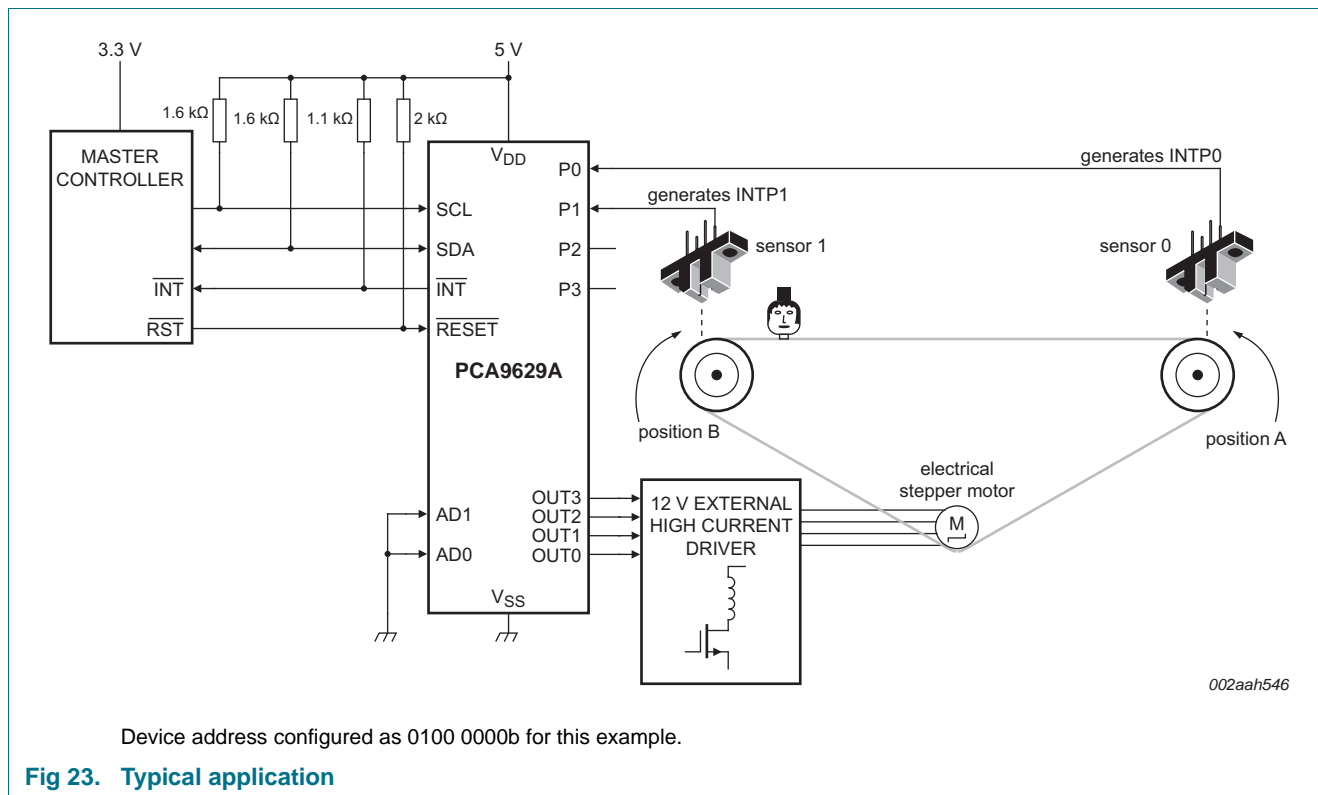 3.3 V
5 V
1.6 kΩ
1.6 kΩ
1.1 kΩ
2 kΩ
MASTER
CONTROLLER
INT
RST
VDD
SCL
SDA
INT
RESET
PCA9629A
AD1
AD0
VSS
P0
P1
P2
P3
OUT3
OUT2
OUT1
OUT0
generates INTP0
generates INTP1
sensor 1
sensor 0
position B
position A
electrical
stepper motor
M
12 V EXTERNAL
HIGH CURRENT
DRIVER
002aah546
Device address configured as 0100 0000b for this example.
Fig 23. Typical application